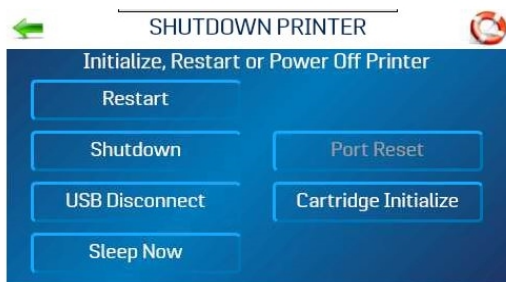 SHUTDOWN PRINTER
Initialize, Restart or Power Off Printer
Restart
Shutdown
Port Reset
USB Disconnect
Cartridge Initialize
Sleep Now